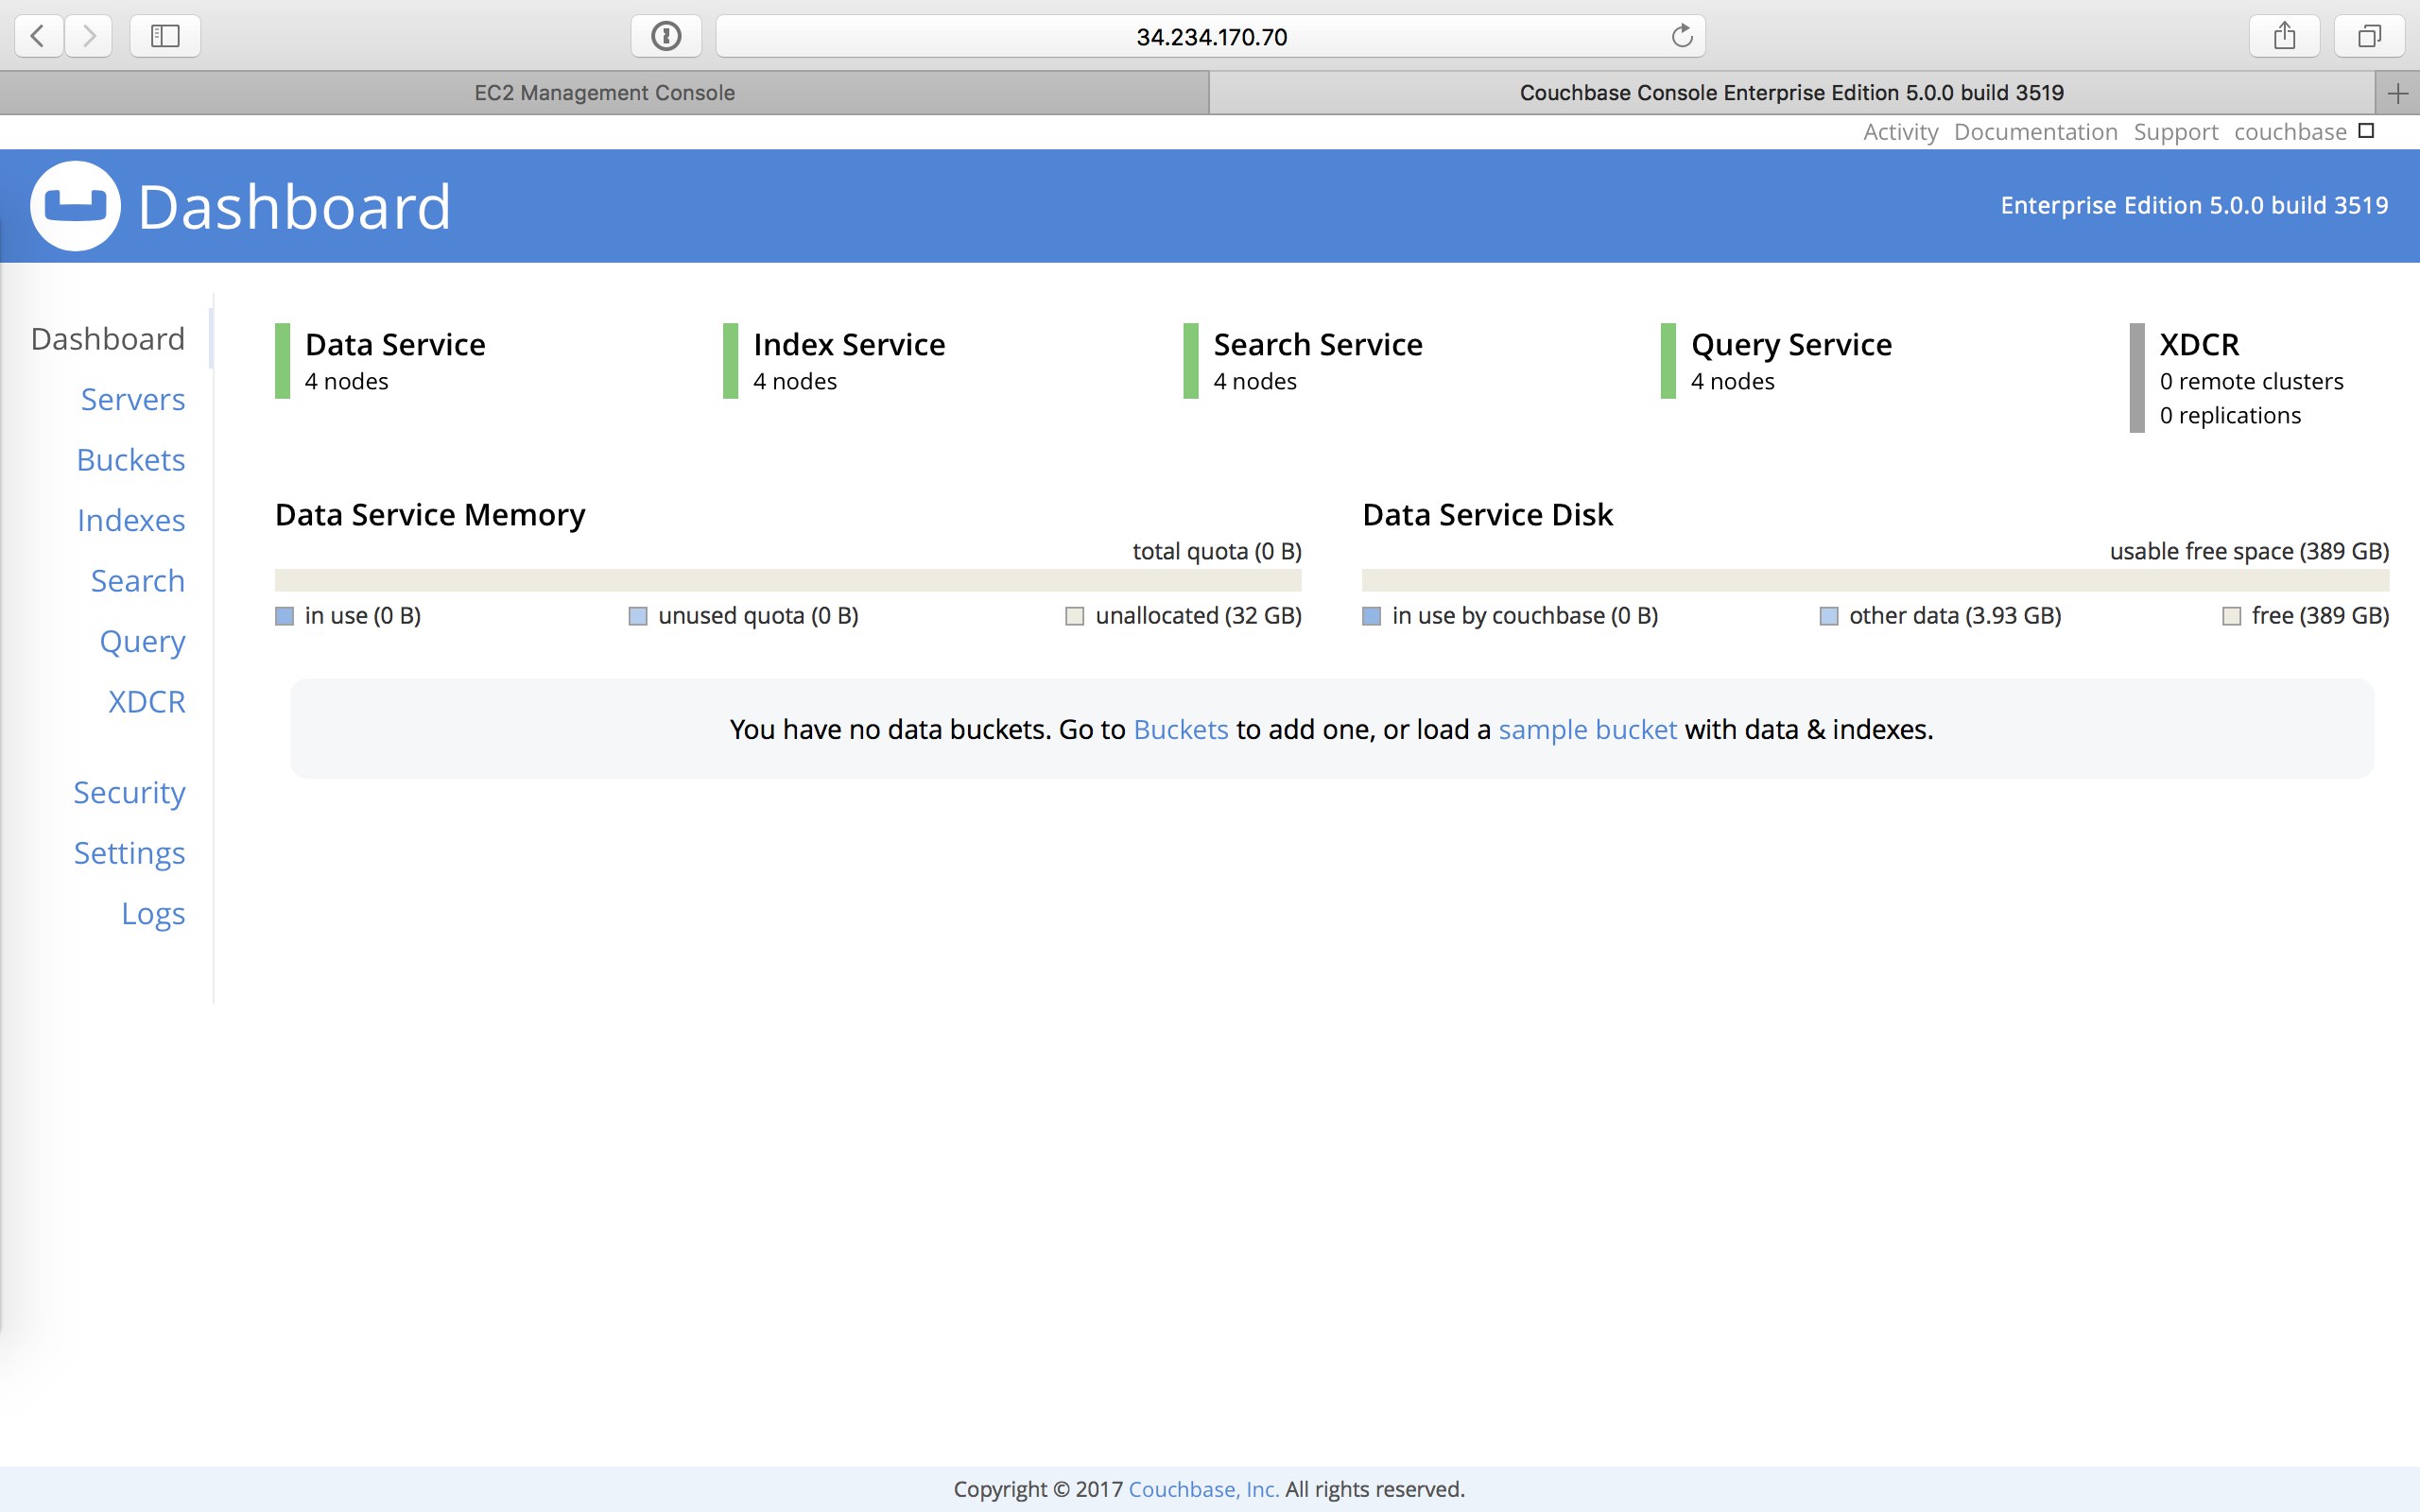 34.234.170.70
EC2 Management Console
Couchbase Console Enterprise Edition 5.0.0 build 3519
Activity Documentation Support couchbase
Dashboard
Enterprise Edition 5.0.0 build 3519
Dashboard
Servers
Buckets
Indexes
Search
Query
XDCR
Security
Settings
Logs
Data Service
4 nodes
Index Service
4 nodes
Search Service
4 nodes
Query Service
4 nodes
XDCR
0 remote clusters
0 replications
Data Service Memory
total quota (0 B)
in use (0 B) unused quota (0 B) unallocated (32 GB)
Data Service Disk
usable free space (389 GB)
in use by couchbase (0 B) other data (3.93 GB) free (389 GB)
You have no data buckets. Go to Buckets to add one, or load a sample bucket with data & indexes.
Copyright © 2017 Couchbase, Inc. All rights reserved.